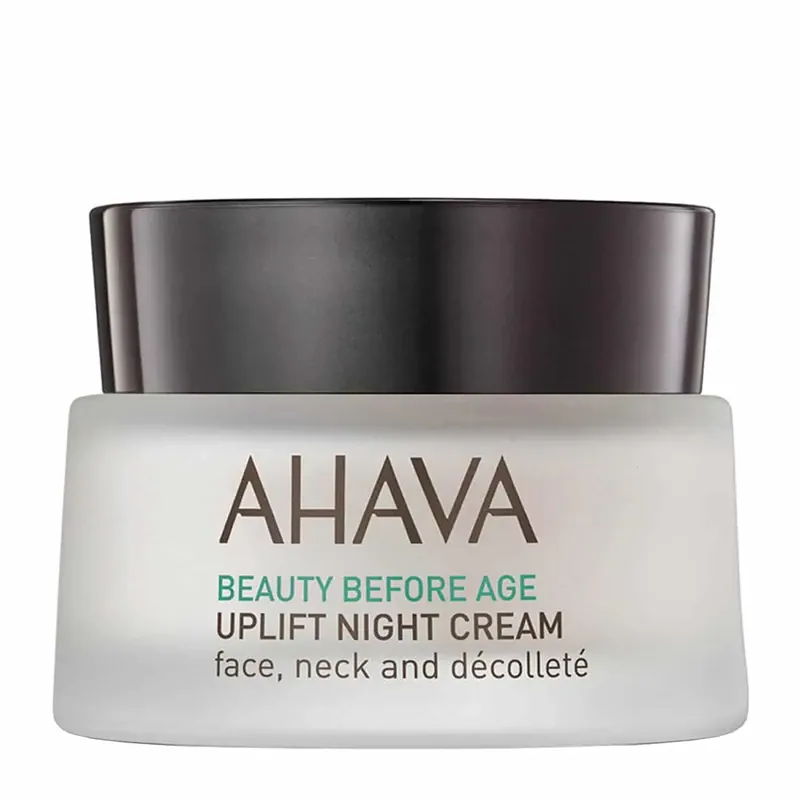 AHAVA
BEAUTY BEFORE AGE
UPLIFT NIGHT CREAM
face, neck and décolleté